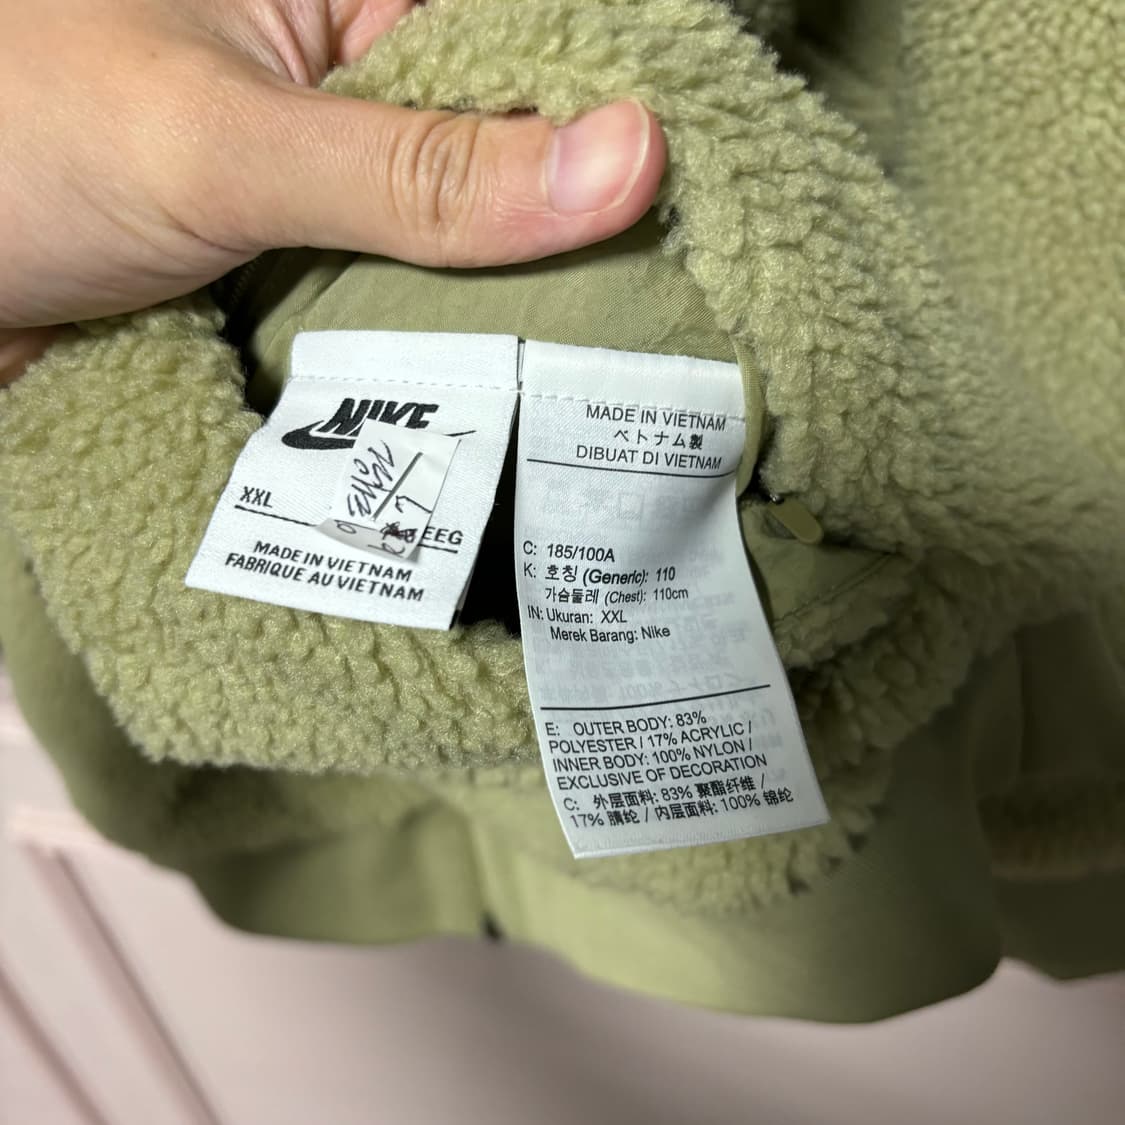 NIKE
XXL
EEG
MADE IN VIETNAM
FABRIQUE AU VIETNAM
MADE IN VIETNAM
ベトナム製
DIBUAT DI VIETNAM
C: 185/100A
K: 호칭 (Generic): 110
가슴둘레 (Chest): 110cm
IN: Ukuran: XXL
Merek Barang: Nike
E: OUTER BODY: 83%
POLYESTER / 17% ACRYLIC /
INNER BODY: 100% NYLON /
EXCLUSIVE OF DECORATION
C: 外层面料: 83% 聚酯纤维 /
17% 腈纶 / 内层面料: 100% 锦纶